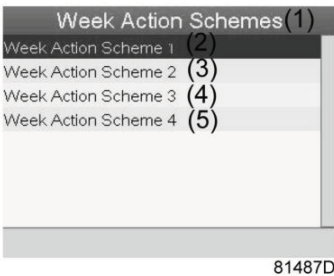 Week Action Schemes(1)
Week Action Scheme 1 (2)
Week Action Scheme 2 (3)
Week Action Scheme 3 (4)
Week Action Scheme 4 (5)
81487D